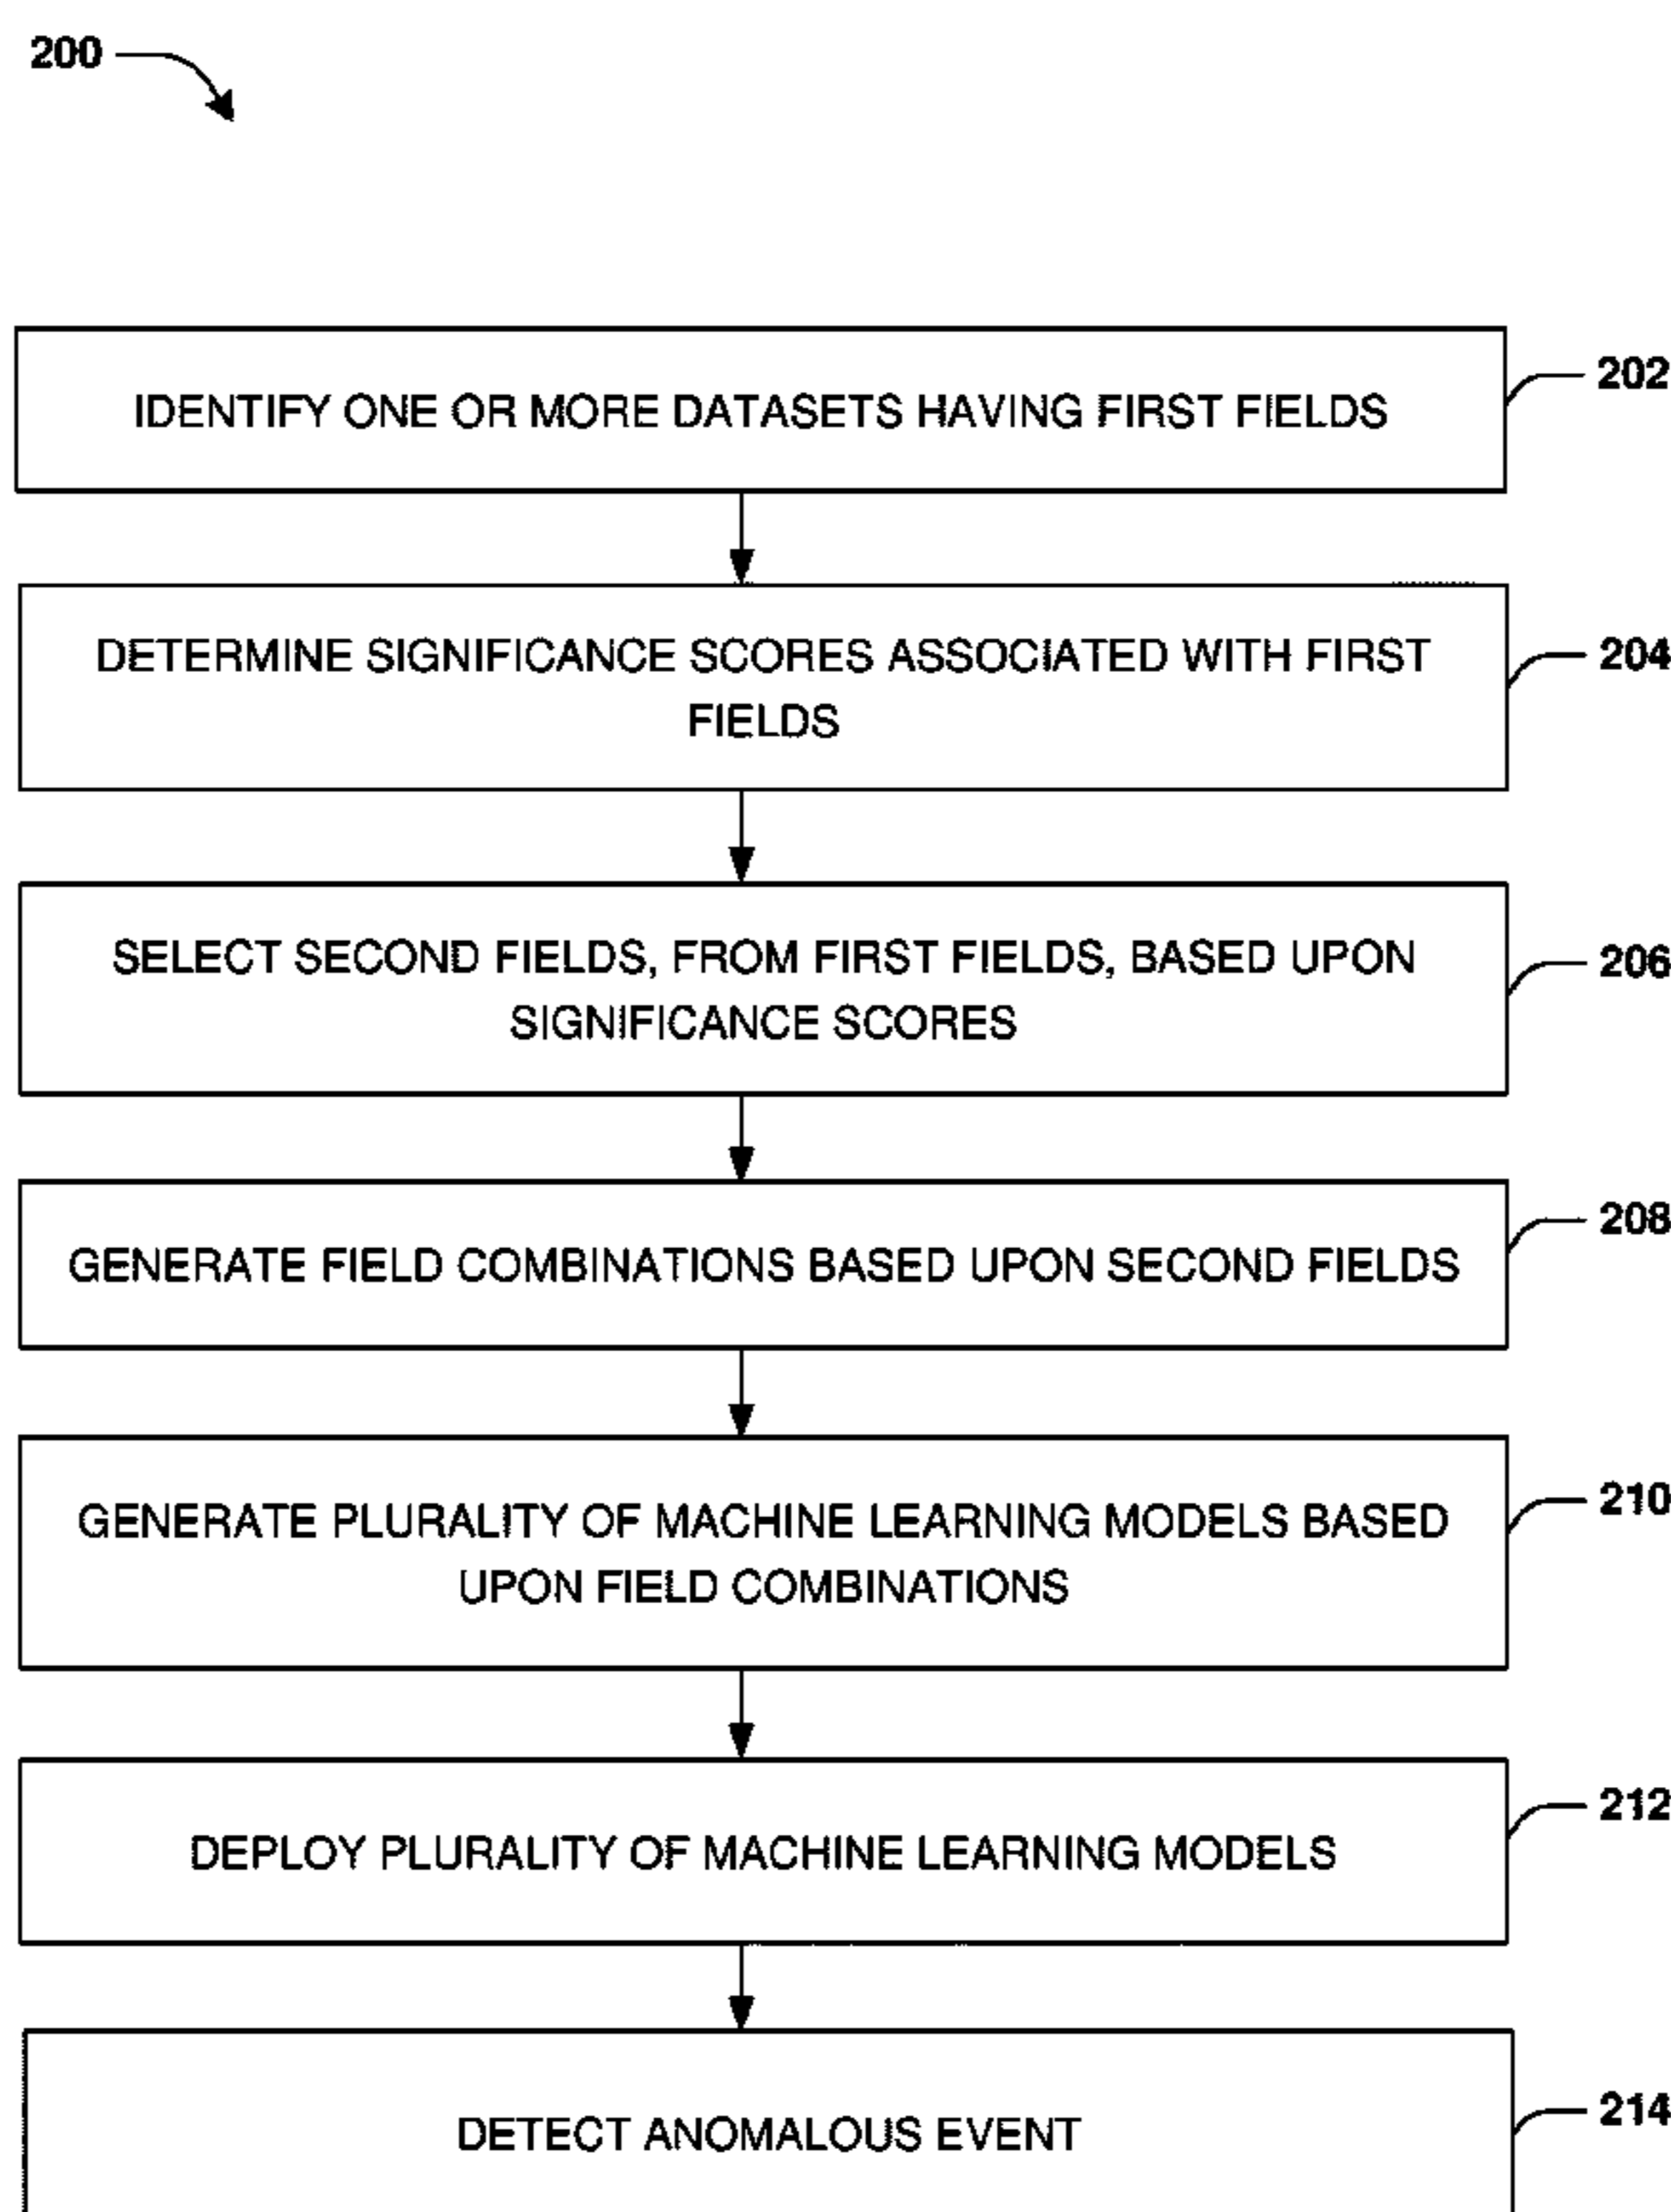 200
IDENTIFY ONE OR MORE DATASETS HAVING FIRST FIELDS
202
DETERMINE SIGNIFICANCE SCORES ASSOCIATED WITH FIRST
FIELDS
204
SELECT SECOND FIELDS, FROM FIRST FIELDS, BASED UPON
SIGNIFICANCE SCORES
206
GENERATE FIELD COMBINATIONS BASED UPON SECOND FIELDS
208
GENERATE PLURALITY OF MACHINE LEARNING MODELS BASED
UPON FIELD COMBINATIONS
210
DEPLOY PLURALITY OF MACHINE LEARNING MODELS
212
DETECT ANOMALOUS EVENT
214